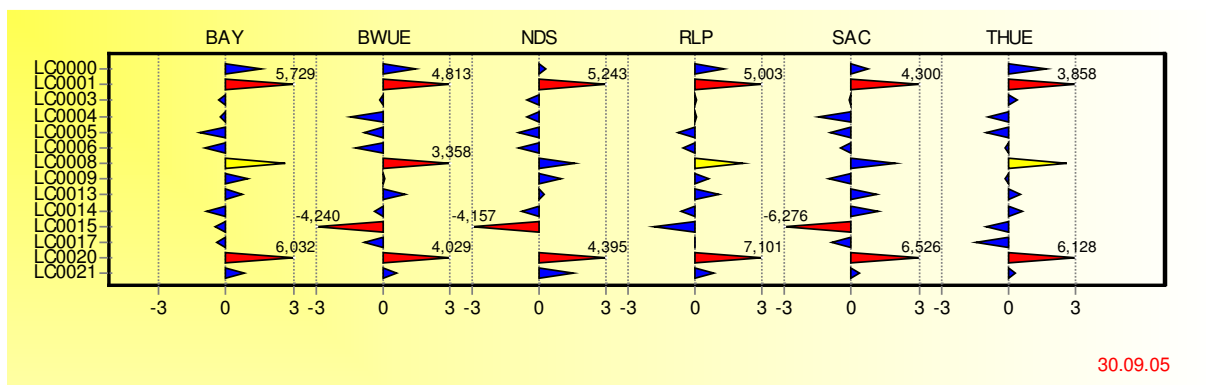 BAY BWUE NDS RLP SAC THUE
LC0000
5,729 4,813 5,243 5,003 4,300 3,858
LC0001
LC0003
LC0004
LC0005
LC0006
3,358
LC0008
LC0009
LC0013
LC0014
-4,240 -4,157 -6,276
LC0015
LC0017
6,032 4,029 4,395 7,101 6,526 6,128
LC0020
LC0021
-3 0 3 -3 0 3 -3 0 3 -3 0 3 -3 0 3 -3 0 3
30.09.05